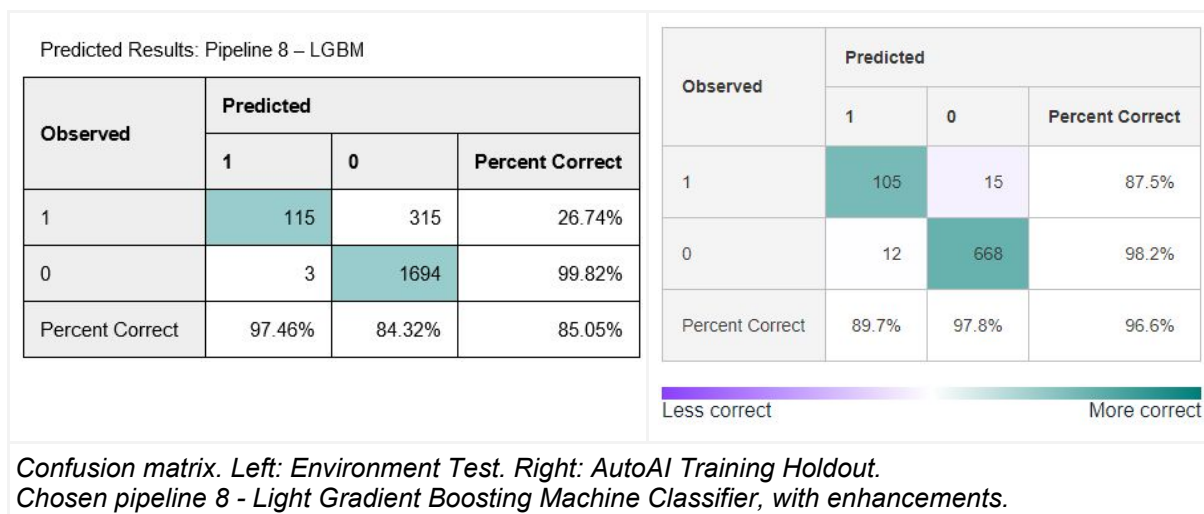 Predicted Results: Pipeline 8 – LGBM
Observed Predicted
1 0 Percent Correct
1 115 315 26.74%
0 3 1694 99.82%
Percent Correct 97.46% 84.32% 85.05%
Observed Predicted
1 0 Percent Correct
1 105 15 87.5%
0 12 668 98.2%
Percent Correct 89.7% 97.8% 96.6%
Less correct More correct
Confusion matrix. Left: Environment Test. Right: AutoAI Training Holdout.
Chosen pipeline 8 - Light Gradient Boosting Machine Classifier, with enhancements.